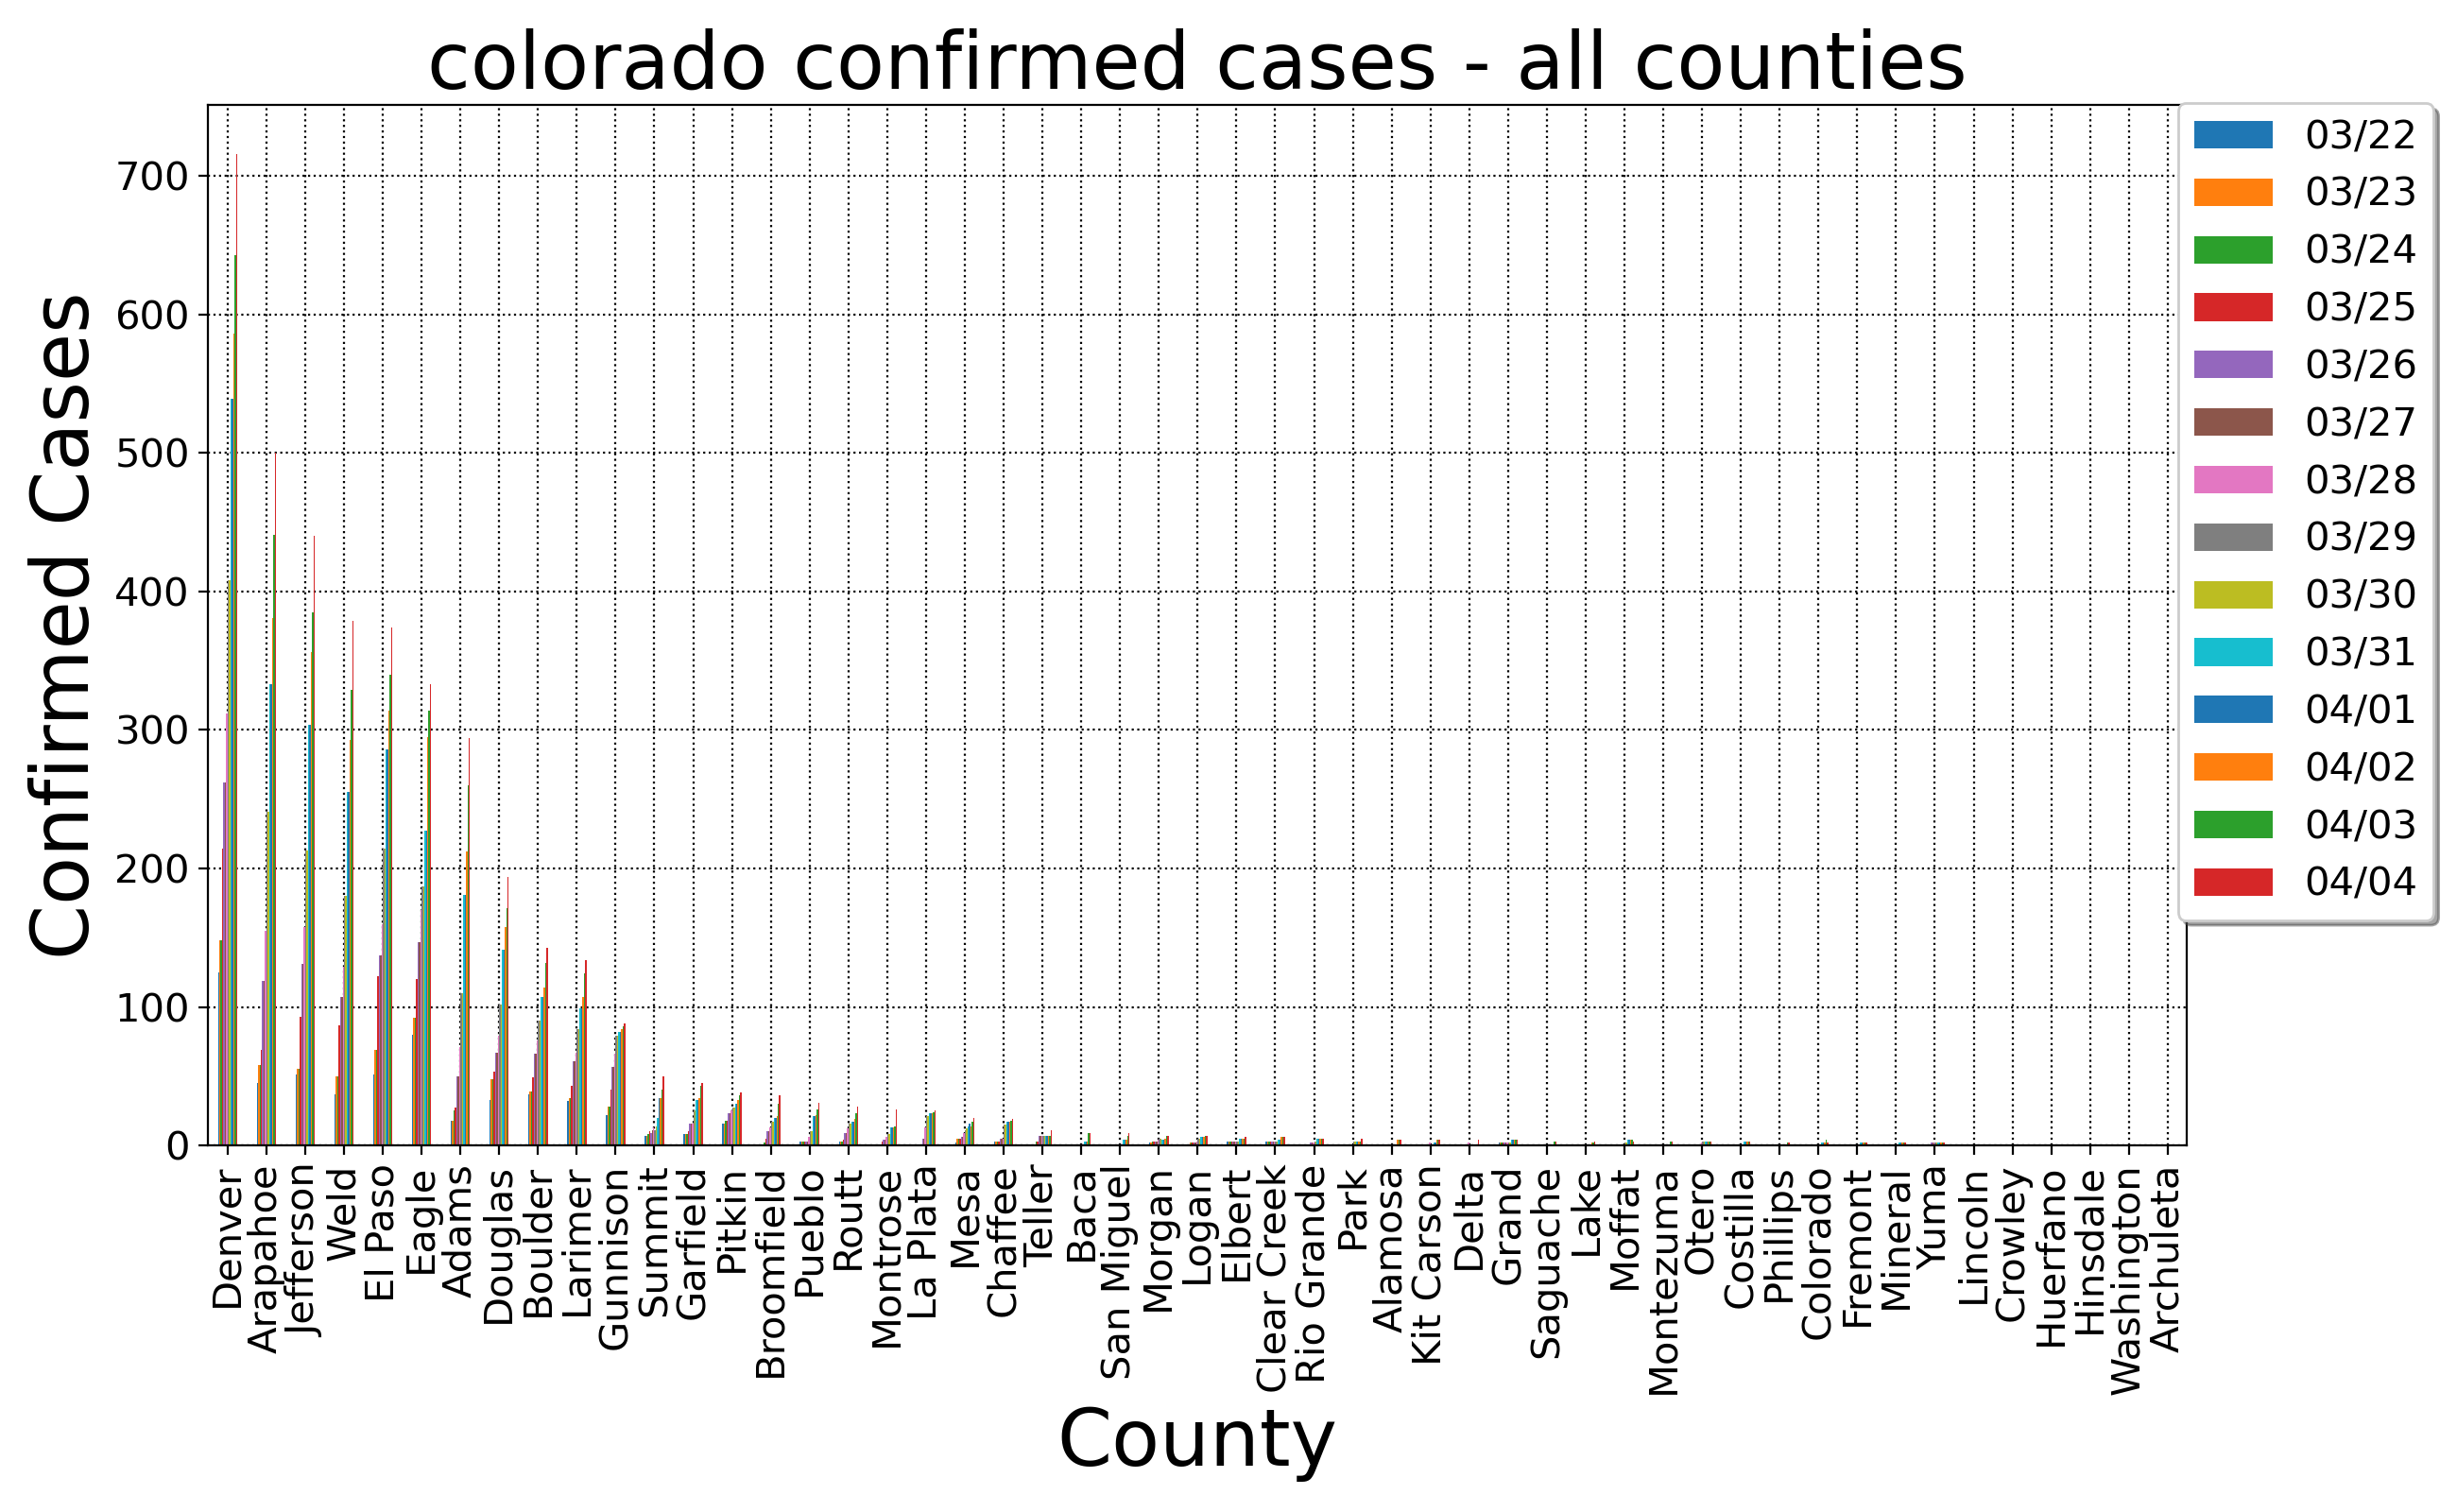 colorado confirmed cases - all counties
Confirmed Cases
700
600
500
400
300
200
100
0
03/22
03/23
03/24
03/25
03/26
03/27
03/28
03/29
03/30
03/31
04/01
04/02
04/03
04/04
Denver
Arapahoe
Jefferson
Weld
El Paso
Eagle
Adams
Douglas
Boulder
Larimer
Gunnison
Summit
Garfield
Pitkin
Broomfield
Pueblo
Routt
Montrose
La Plata
Mesa
Chaffee
Teller
Baca
San Miguel
Morgan
Logan
Elbert
Clear Creek
Rio Grande
Park
Alamosa
Kit Carson
Delta
Grand
Saguache
Lake
Moffat
Montezuma
Otero
Costilla
Phillips
Colorado
Fremont
Mineral
Yuma
Lincoln
Crowley
Huerfano
Hinsdale
Washington
Archuleta
County